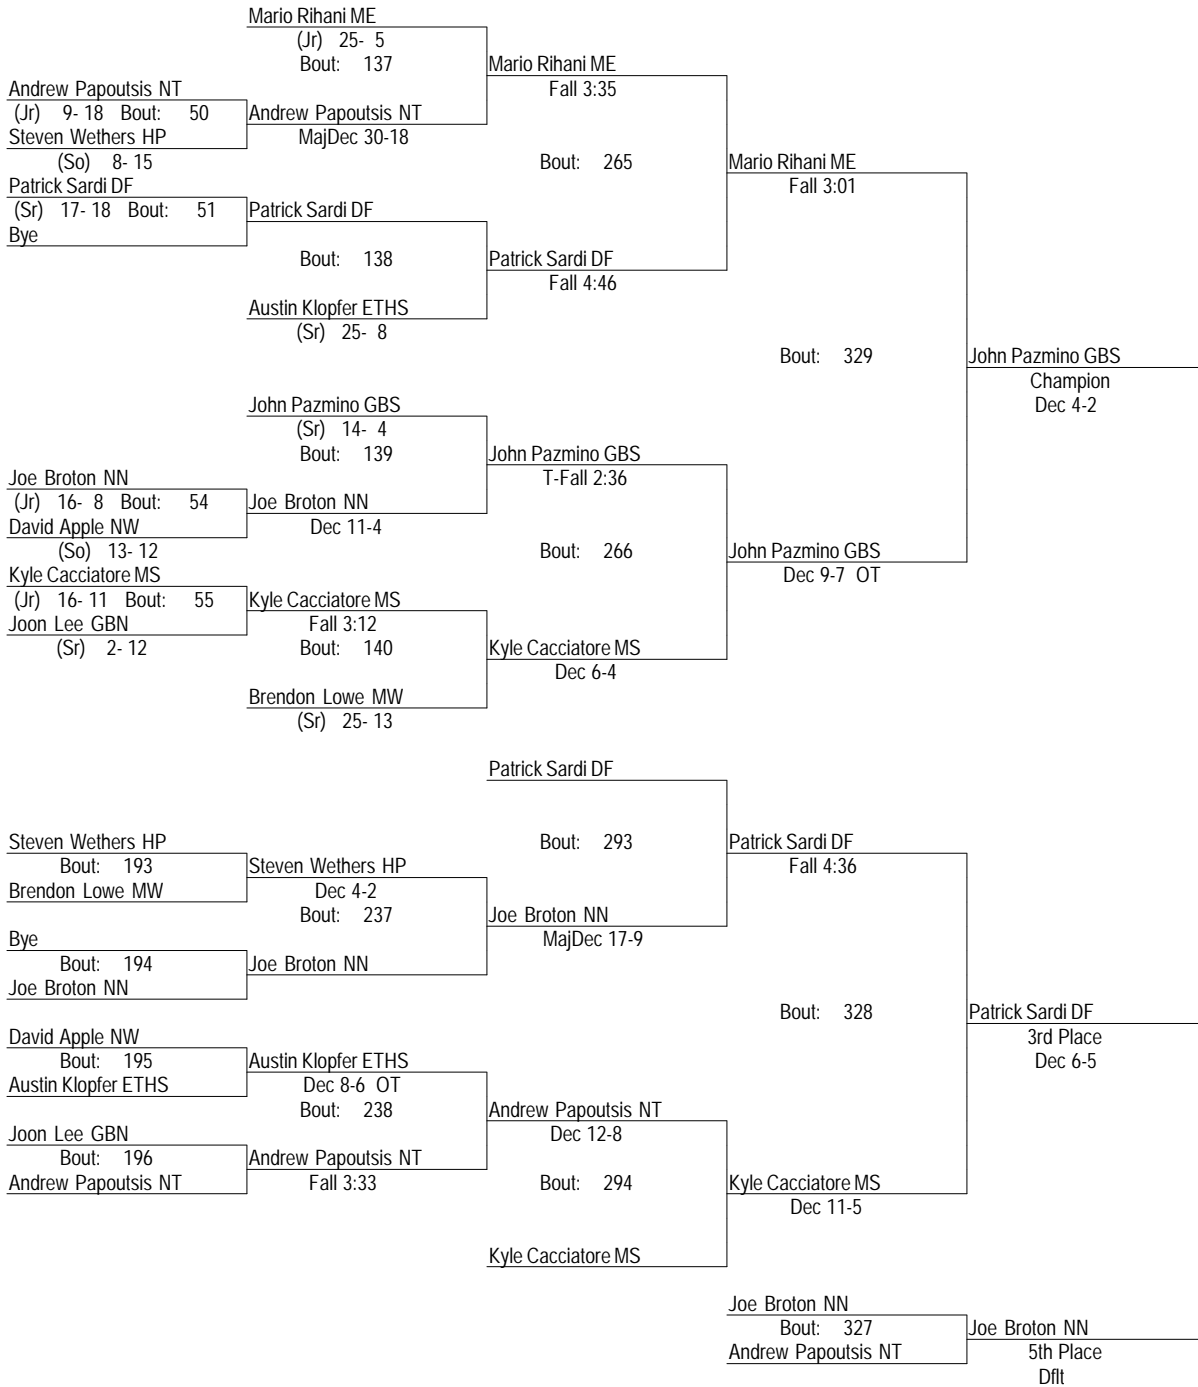 Mario Rihani ME
(Jr) 25- 5
Bout: 137
Mario Rihani ME
Fall 3:35
Andrew Papoutsis NT
(Jr) 9- 18 Bout: 50
Andrew Papoutsis NT
Steven Wethers HP
MajDec 30-18
(So) 8- 15
Bout: 265
Mario Rihani ME
Patrick Sardi DF
Fall 3:01
(Sr) 17- 18 Bout: 51
Patrick Sardi DF
Bye
Bout: 138
Patrick Sardi DF
Fall 4:46
Austin Klopfer ETHS
(Sr) 25- 8
Bout: 329
John Pazmino GBS
Champion
Dec 4-2
John Pazmino GBS
(Sr) 14- 4
Bout: 139
John Pazmino GBS
T-Fall 2:36
Joe Broton NN
(Jr) 16- 8 Bout: 54
Joe Broton NN
David Apple NW
Dec 11-4
(So) 13- 12
Bout: 266
John Pazmino GBS
Dec 9-7 OT
Kyle Cacciatore MS
(Jr) 16- 11 Bout: 55
Kyle Cacciatore MS
Joon Lee GBN
Fall 3:12
(Sr) 2- 12
Bout: 140
Kyle Cacciatore MS
Dec 6-4
Brendon Lowe MW
(Sr) 25- 13
Patrick Sardi DF
Steven Wethers HP
Bout: 293
Patrick Sardi DF
Bout: 193
Steven Wethers HP
Fall 4:36
Brendon Lowe MW
Dec 4-2
Bout: 237
Joe Broton NN
MajDec 17-9
Bye
Bout: 194
Joe Broton NN
Joe Broton NN
Bout: 328
Patrick Sardi DF
3rd Place
Dec 6-5
David Apple NW
Bout: 195
Austin Klopfer ETHS
Austin Klopfer ETHS
Dec 8-6 OT
Bout: 238
Andrew Papoutsis NT
Dec 12-8
Joon Lee GBN
Bout: 196
Andrew Papoutsis NT
Andrew Papoutsis NT
Fall 3:33
Bout: 294
Kyle Cacciatore MS
Dec 11-5
Kyle Cacciatore MS
Joe Broton NN
Bout: 327
Joe Broton NN
Andrew Papoutsis NT
5th Place
Dflt